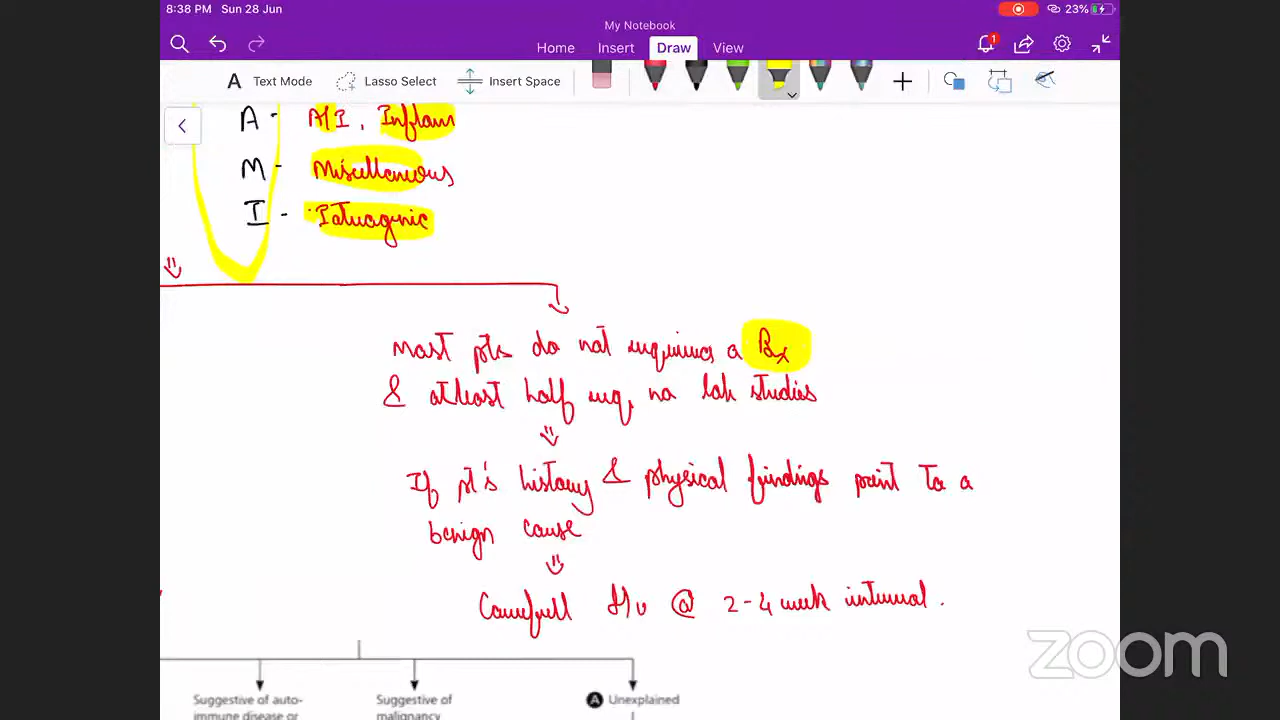 8:38 PM Sun 28 Jun
23%
My Notebook
Home Insert Draw View
1
Text Mode Lasso Select Insert Space
A - A/I, Inflam
M - Miscellaneous
I - Iatrogenic
Most pts do not requires a Bx
& atleast half req. no lab studies
If pt's history & physical findings point to a
benign cause
Carefull f/u @ 2-4 week interval.
Suggestive of auto-
immune disease or
Suggestive of
malignancy
A Unexplained
zoom